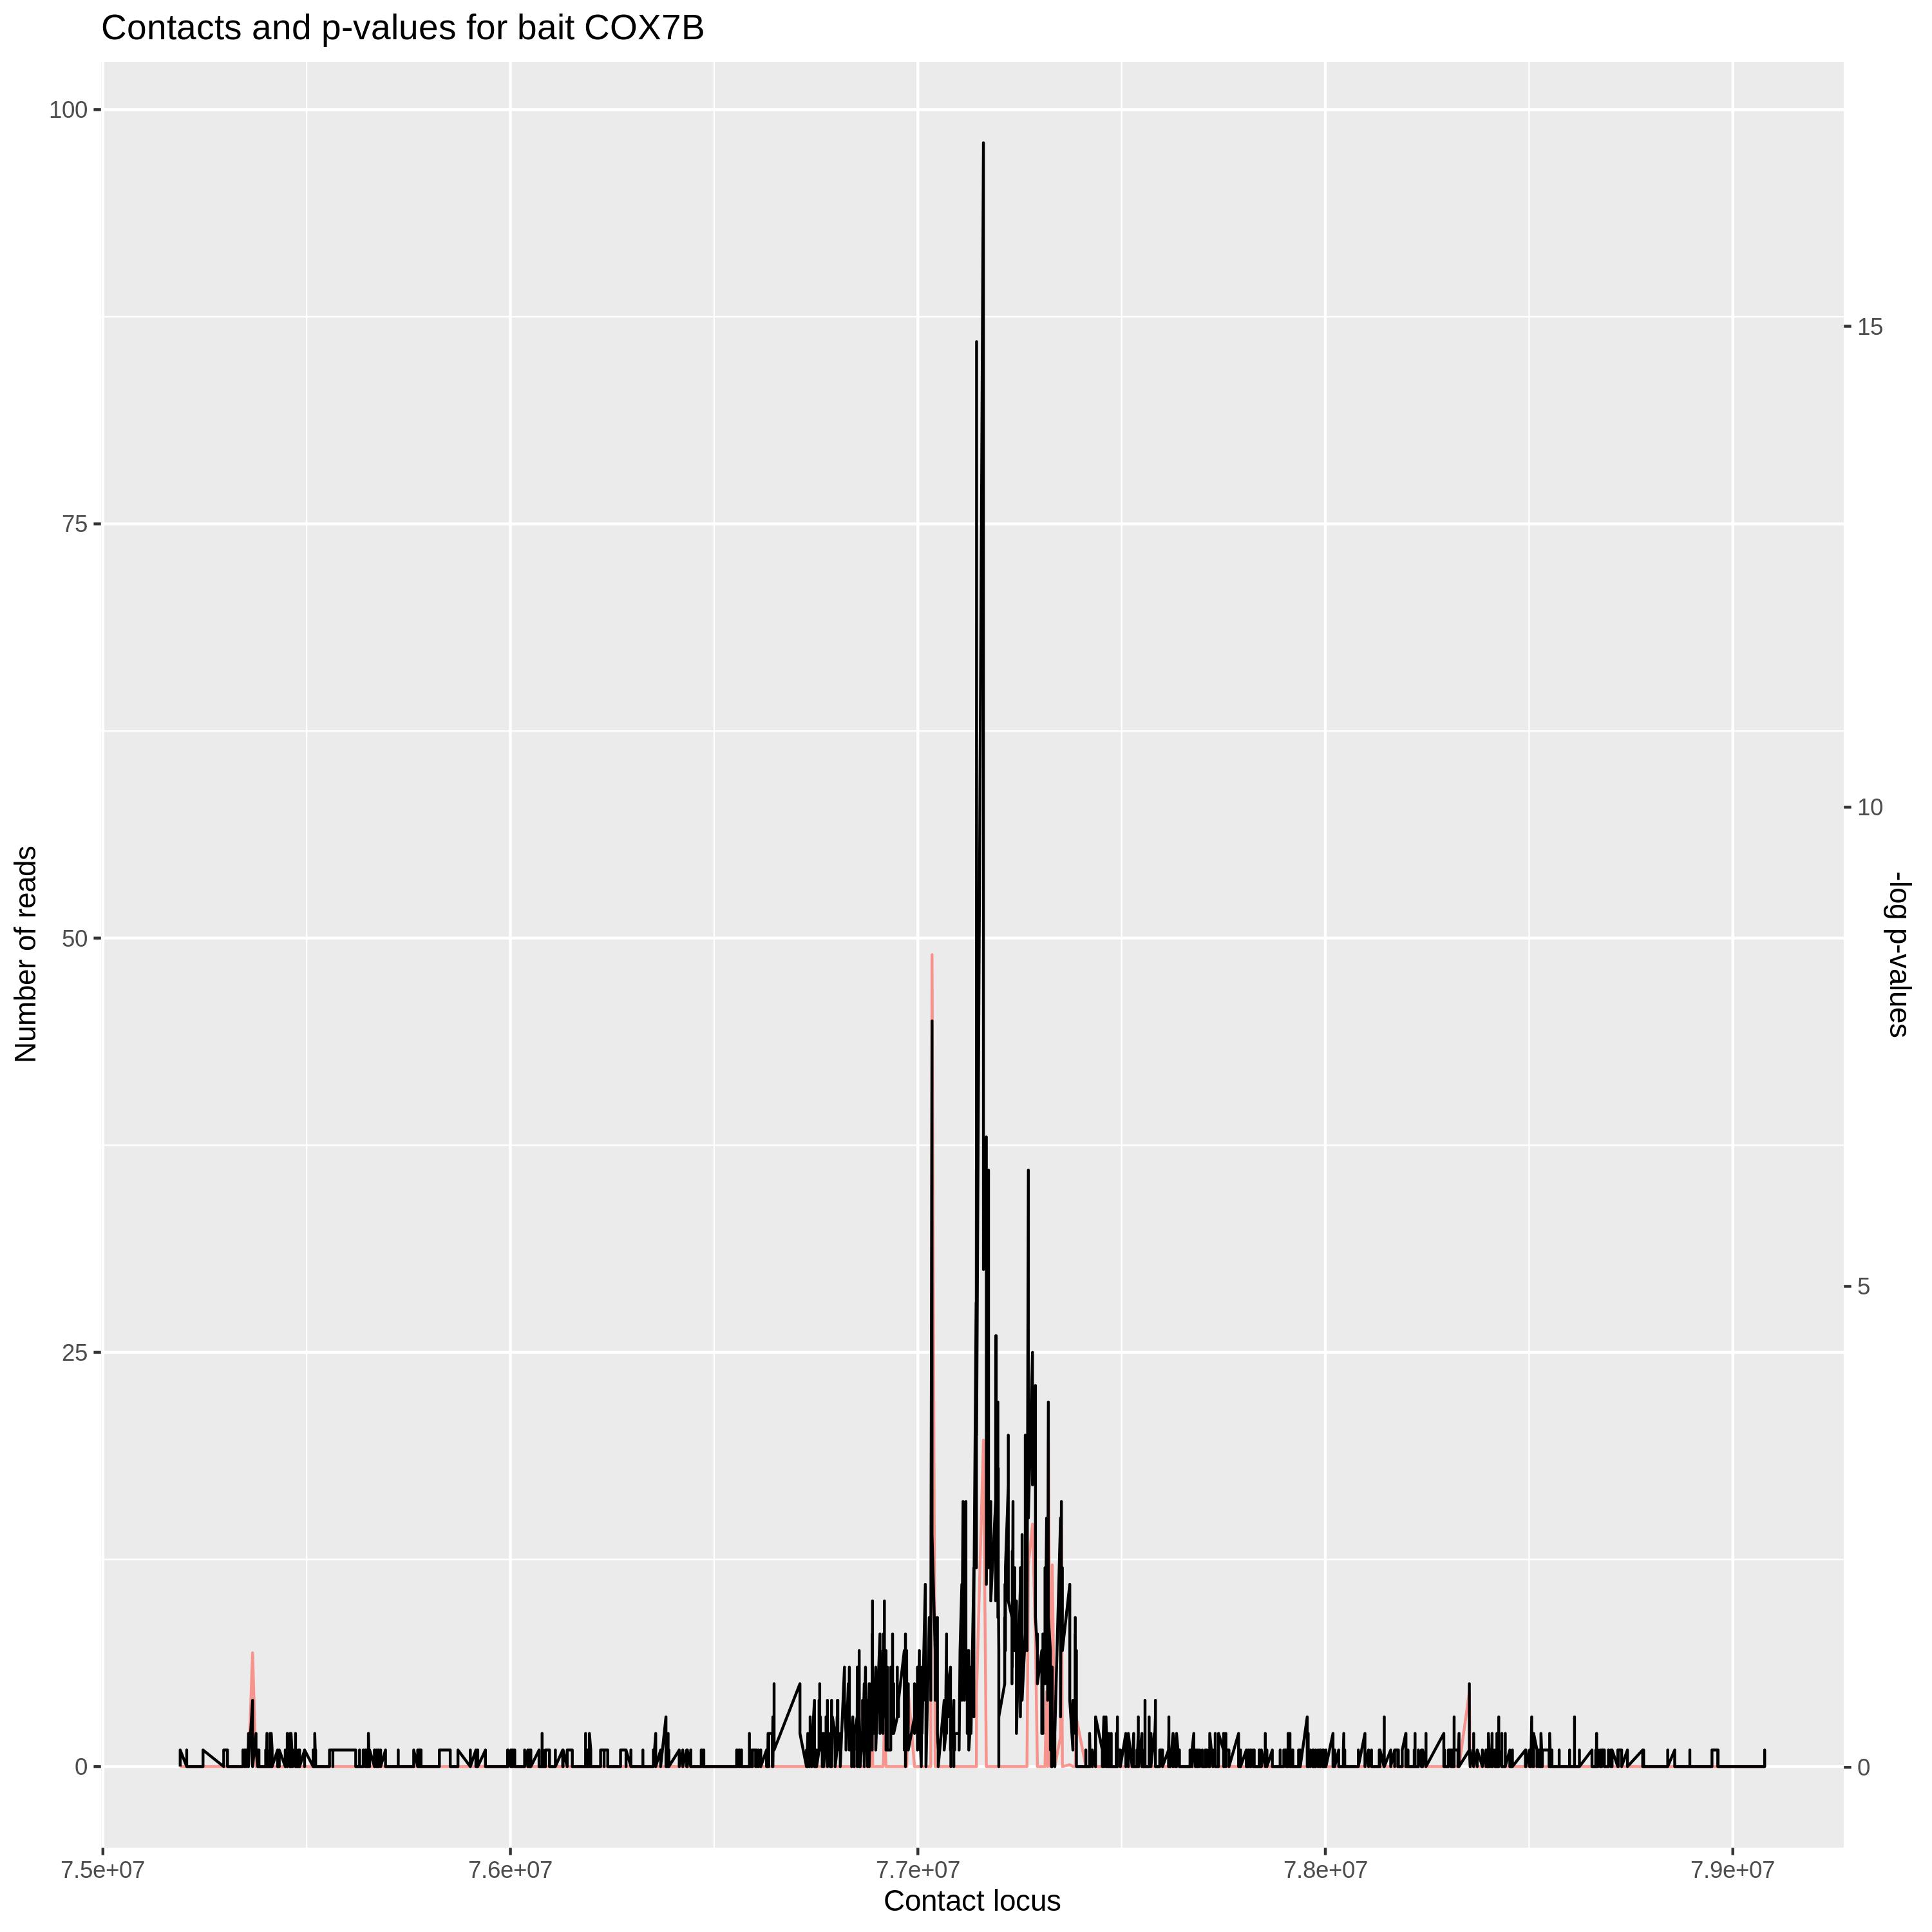 Contacts and p-values for bait COX7B
100
75
50
25
0
Number of reads
15
10
5
0
-log p-values
7.5e+07
7.6e+07
7.7e+07
7.8e+07
7.9e+07
Contact locus